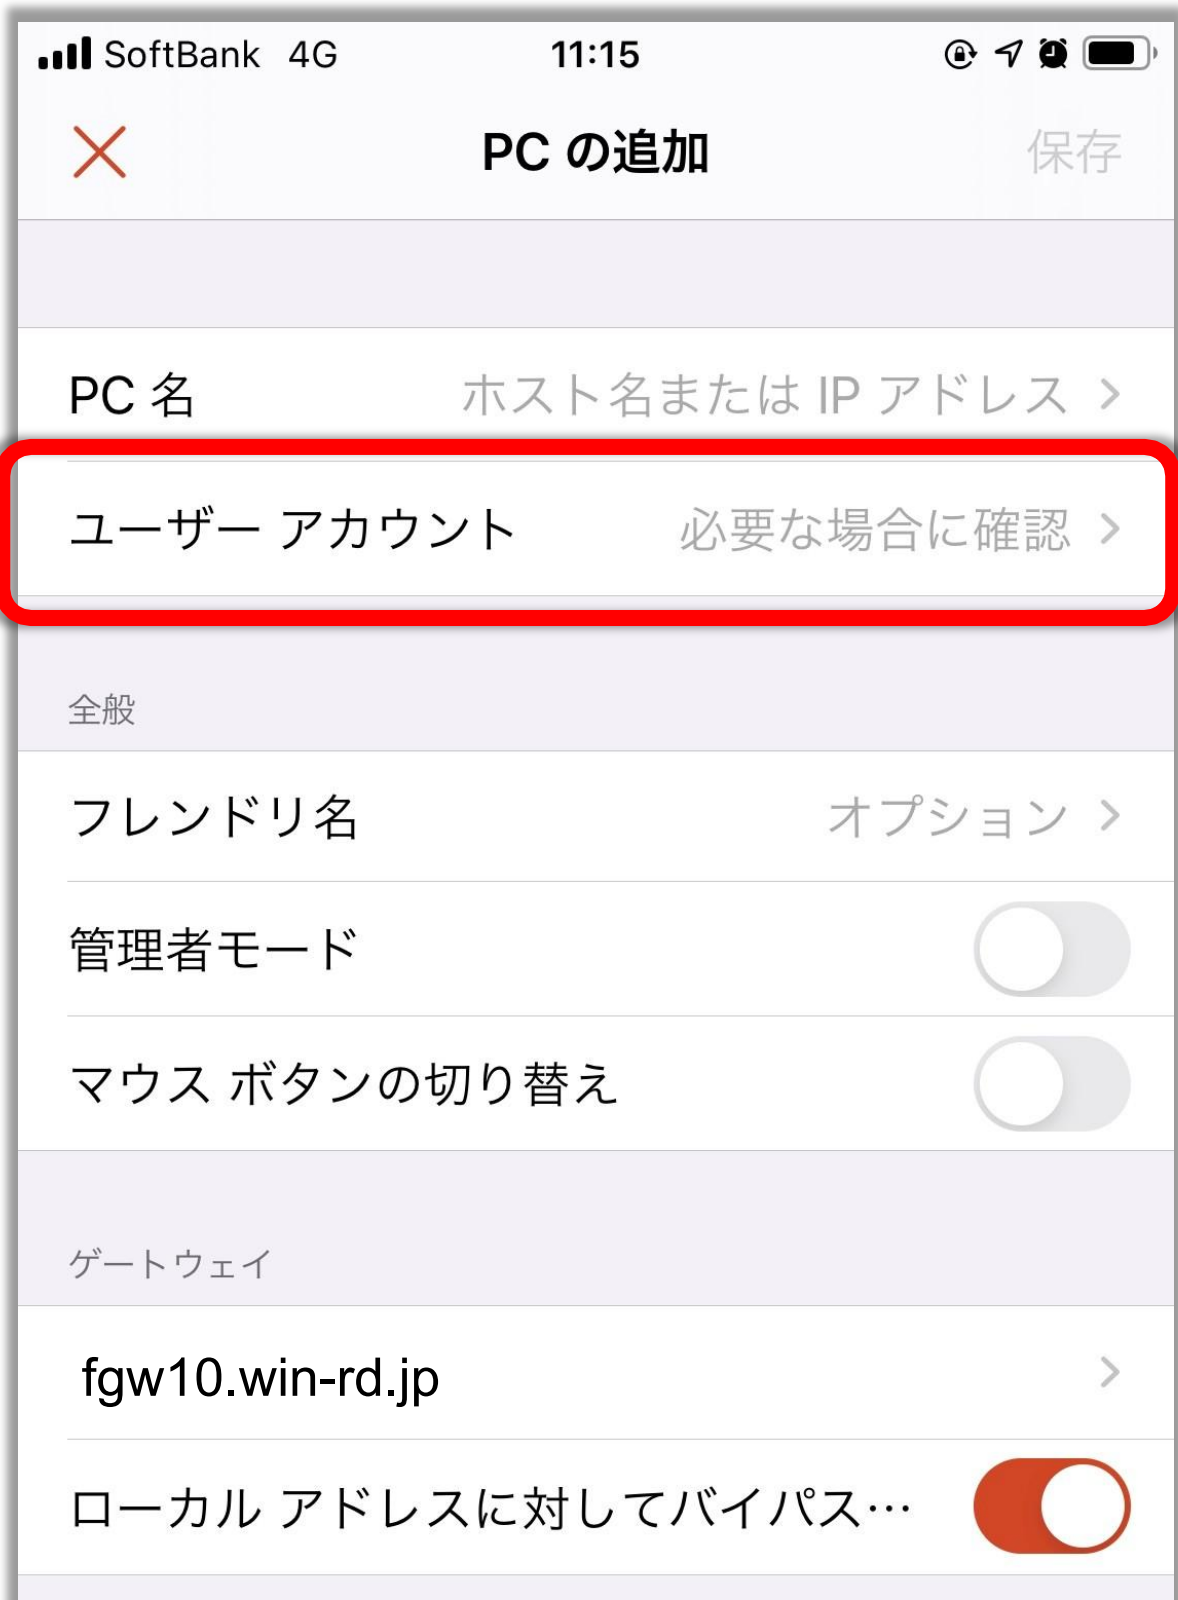 SoftBank 4G 11:15
PC の追加 保存
PC 名 ホスト名または IP アドレス
ユーザー アカウント 必要な場合に確認
全般
フレンドリ名 オプション
管理者モード
マウス ボタンの切り替え
ゲートウェイ
fgw10.win-rd.jp
ローカル アドレスに対してバイパス…